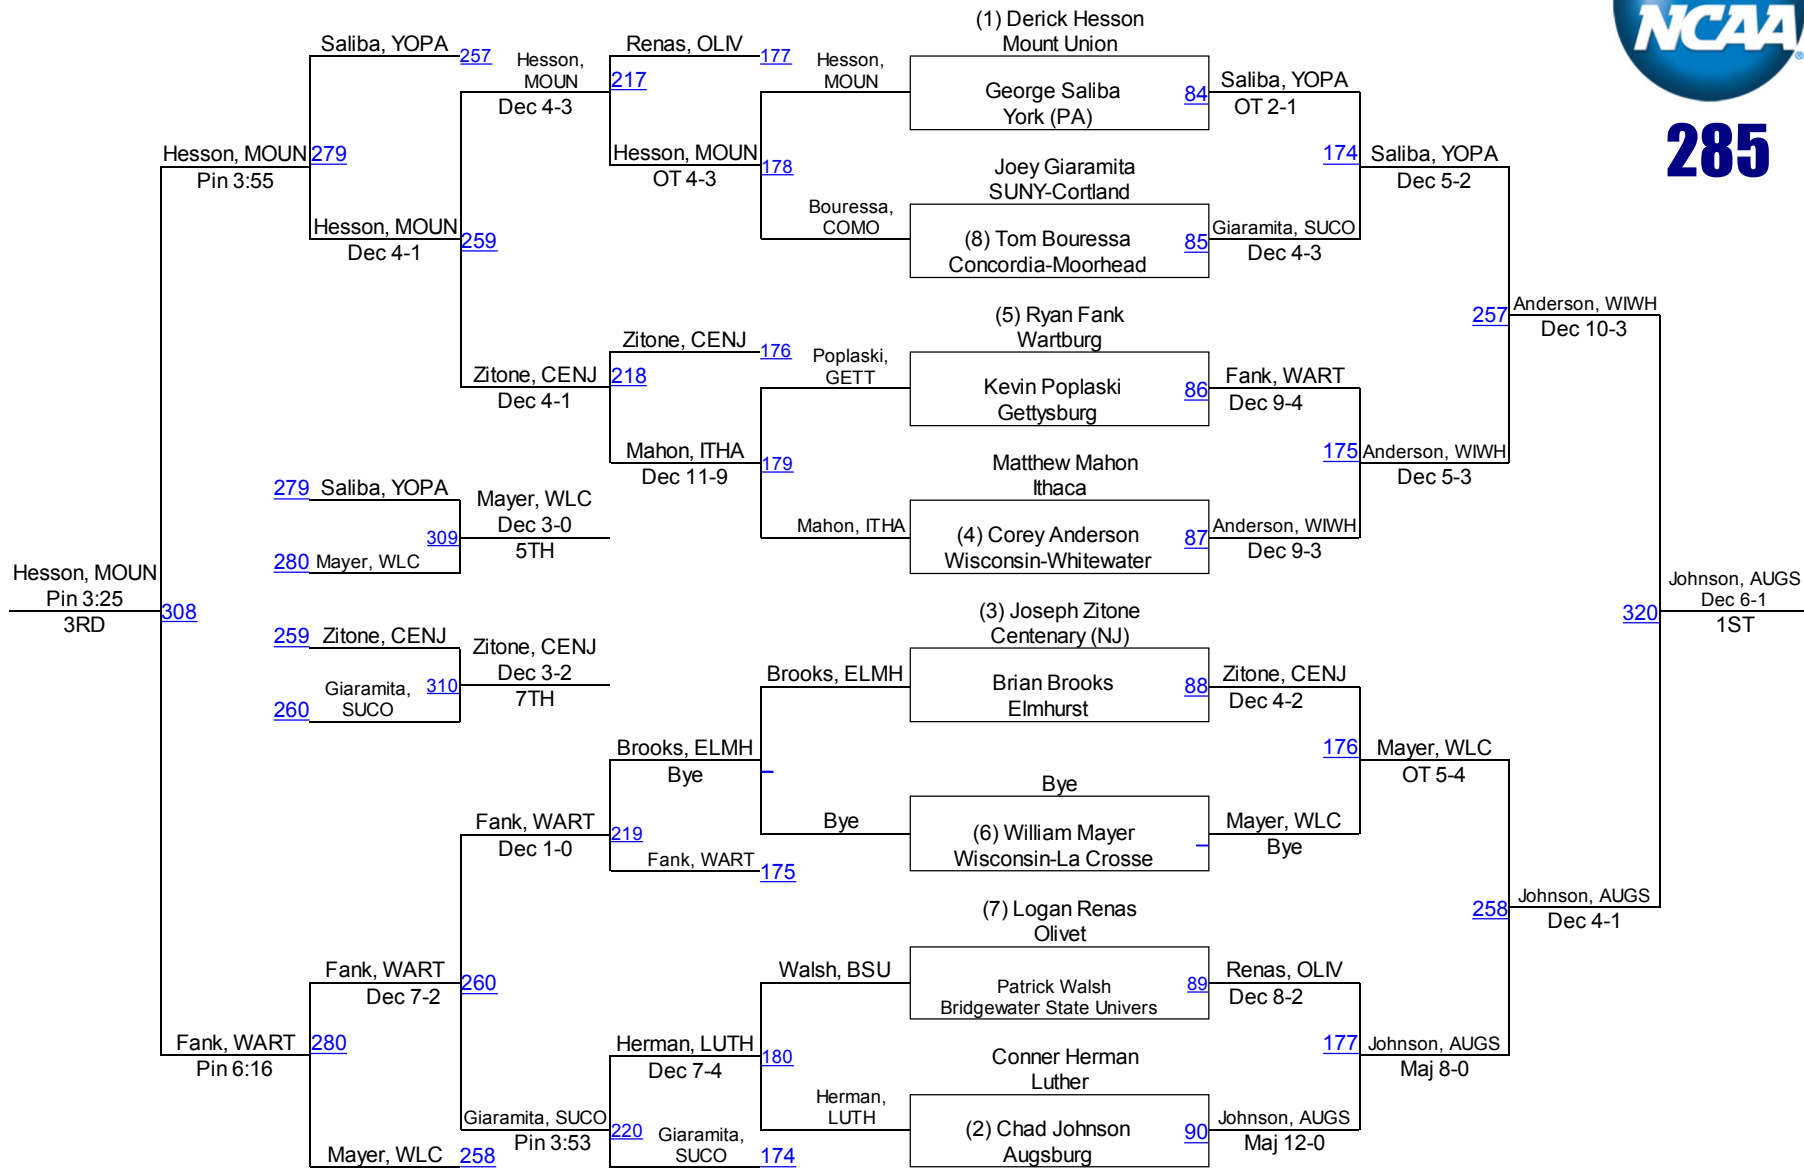 NCAA
®
285
(1) Derick Hesson
Mount Union
George Saliba
York (PA)
84
Saliba, YOPA
OT 2-1
Joey Giaramita
SUNY-Cortland
(8) Tom Bouressa
Concordia-Moorhead
85
Giaramita, SUCO
Dec 4-3
174
Saliba, YOPA
Dec 5-2
(5) Ryan Fank
Wartburg
Kevin Poplaski
Gettysburg
86
Fank, WART
Dec 9-4
Matthew Mahon
Ithaca
(4) Corey Anderson
Wisconsin-Whitewater
87
Anderson, WIWH
Dec 9-3
175
Anderson, WIWH
Dec 5-3
257
Anderson, WIWH
Dec 10-3
(3) Joseph Zitone
Centenary (NJ)
Brian Brooks
Elmhurst
88
Zitone, CENJ
Dec 4-2
Bye
(6) William Mayer
Wisconsin-La Crosse
Mayer, WLC
Bye
176
Mayer, WLC
OT 5-4
(7) Logan Renas
Olivet
Patrick Walsh
Bridgewater State Univers
89
Renas, OLIV
Dec 8-2
Conner Herman
Luther
(2) Chad Johnson
Augsburg
90
Johnson, AUGS
Maj 12-0
177
Johnson, AUGS
Maj 8-0
258
Johnson, AUGS
Dec 4-1
320
Johnson, AUGS
Dec 6-1
1ST
Hesson,
MOUN
Bouressa,
COMO
178
Renas, OLIV
177
Hesson, MOUN
OT 4-3
217
Hesson,
MOUN
Dec 4-3
Poplaski,
GETT
Mahon, ITHA
179
Zitone, CENJ
176
Mahon, ITHA
Dec 11-9
218
Zitone, CENJ
Dec 4-1
259
Saliba, YOPA
257
Hesson, MOUN
Dec 4-1
279
Hesson, MOUN
Pin 3:55
279
Saliba, YOPA
280
Mayer, WLC
309
Mayer, WLC
Dec 3-0
5TH
259
Zitone, CENJ
260
Giaramita,
SUCO
310
Zitone, CENJ
Dec 3-2
7TH
Brooks, ELMH
Bye
Brooks, ELMH
Bye
219
Fank, WART
175
Fank, WART
Dec 1-0
Walsh, BSU
Herman,
LUTH
180
Herman, LUTH
Dec 7-4
220
Giaramita,
SUCO
174
Giaramita, SUCO
Pin 3:53
260
Fank, WART
Dec 7-2
280
Mayer, WLC
258
Fank, WART
Pin 6:16
308
Hesson, MOUN
Pin 3:25
3RD